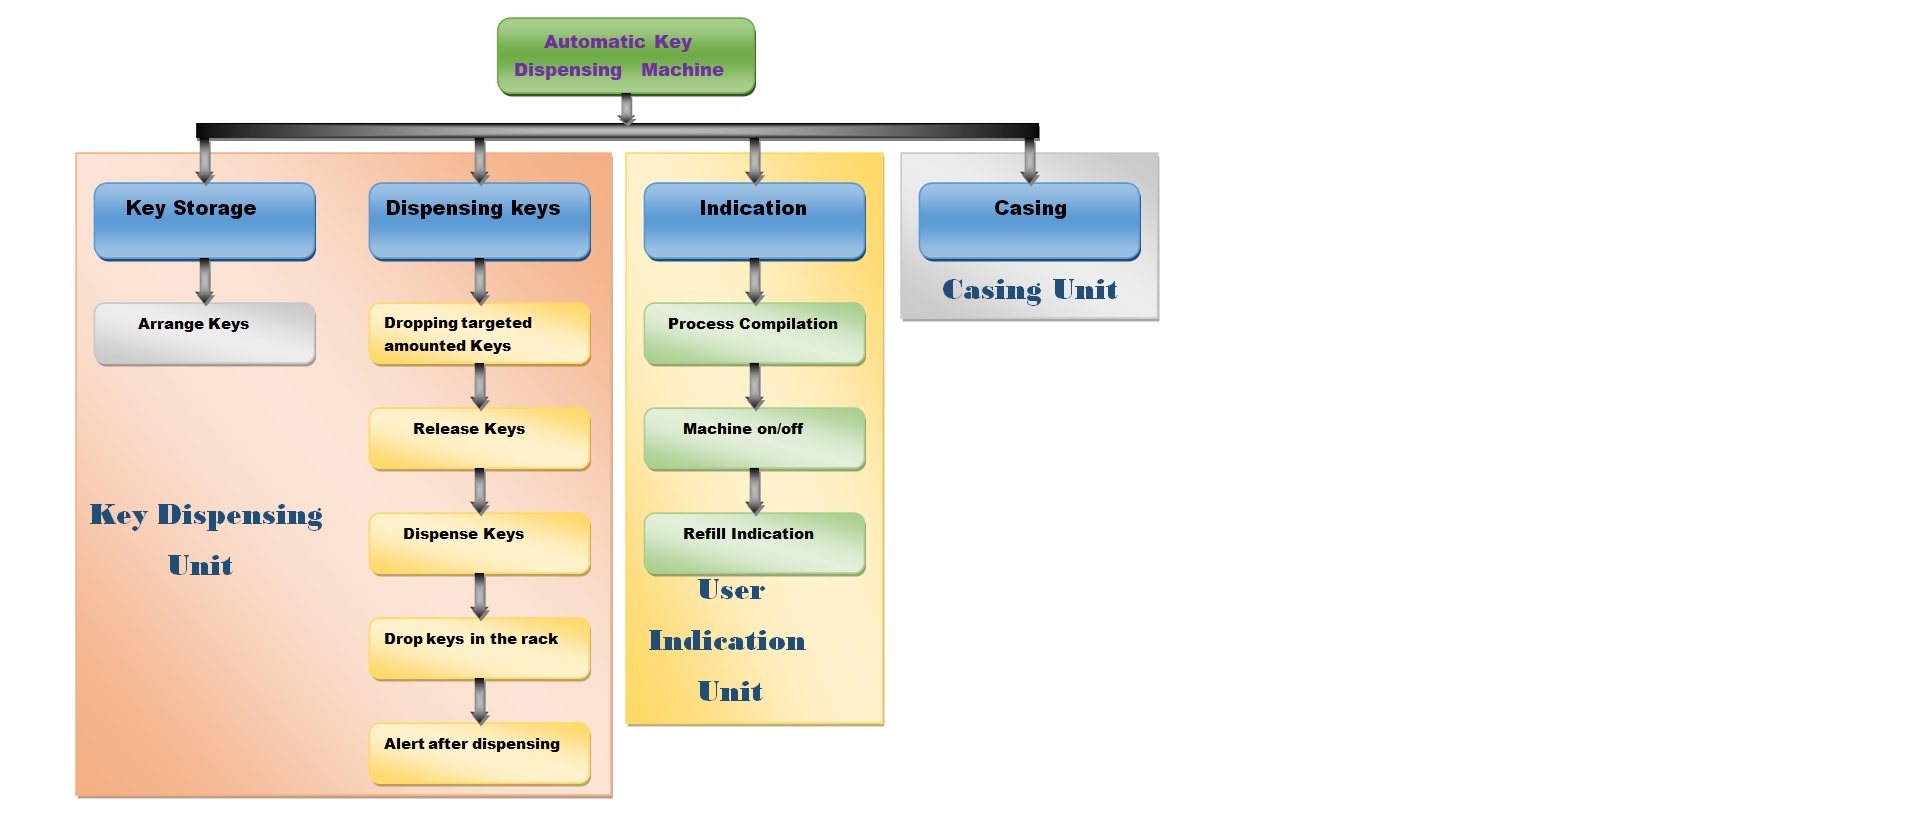 Automatic Key
Dispensing Machine
Key Storage
Dispensing keys
Indication
Casing
Casing Unit
Arrange Keys
Dropping targeted
amounted Keys
Process Compilation
Release Keys
Machine on/off
Key Dispensing
Unit
Dispense Keys
Refill Indication
User
Indication
Unit
Drop keys in the rack
Alert after dispensing